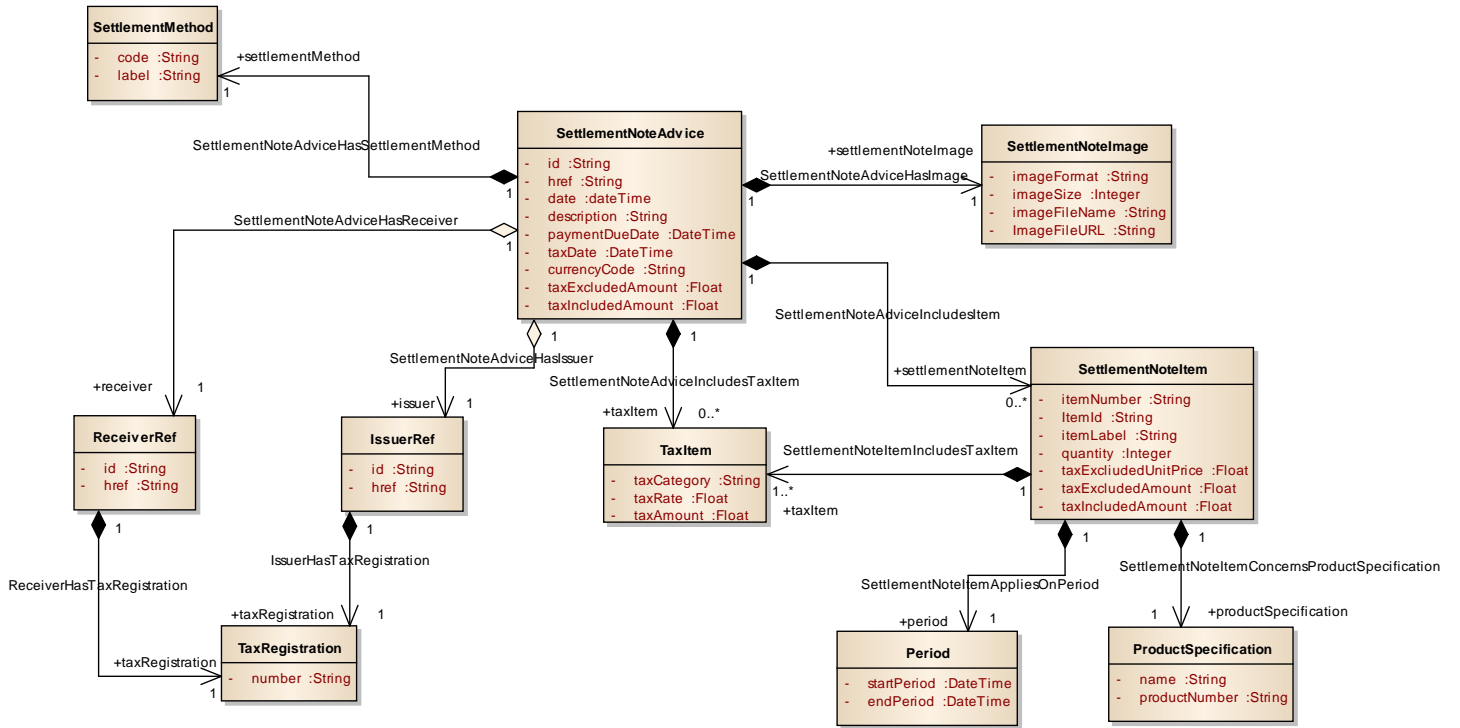 SettlementMethod
- code :String
- label :String
+settlementMethod
1
SettlementNoteAdviceHasSettlementMethod
1
SettlementNoteAdvice
- id :String
- href :String
- date :dateTime
- description :String
- paymentDueDate :DateTime
- taxDate :DateTime
- currencyCode :String
- taxExcludedAmount :Float
- taxIncludedAmount :Float
+settlementNoteImage
SettlementNoteAdviceHasImage
1
1
SettlementNoteImage
- imageFormat :String
- imageSize :Integer
- imageFileName :String
- ImageFileURL :String
SettlementNoteAdviceHasReceiver
1
+receiver
1
1
SettlementNoteAdviceIncludesItem
+settlementNoteItem
0..*
1
SettlementNoteAdviceHasIssuer
+issuer
1
1
SettlementNoteAdviceIncludesTaxItem
+taxItem
0..*
ReceiverRef
- id :String
- href :String
IssuerRef
- id :String
- href :String
TaxItem
- taxCategory :String
- taxRate :Float
- taxAmount :Float
SettlementNoteItemIncludesTaxItem
1..*
+taxItem
1
SettlementNoteItem
- itemNumber :String
- ItemId :String
- itemLabel :String
- quantity :Integer
- taxExcliudedUnitPrice :Float
- taxExcludedAmount :Float
- taxIncludedAmount :Float
1
ReceiverHasTaxRegistration
+taxRegistration
1
1
IssuerHasTaxRegistration
+taxRegistration
1
TaxRegistration
- number :String
1
SettlementNoteItemAppliesOnPeriod
+period
1
1
SettlementNoteItemConcernsProductSpecification
1
+productSpecification
Period
- startPeriod :DateTime
- endPeriod :DateTime
ProductSpecification
- name :String
- productNumber :String